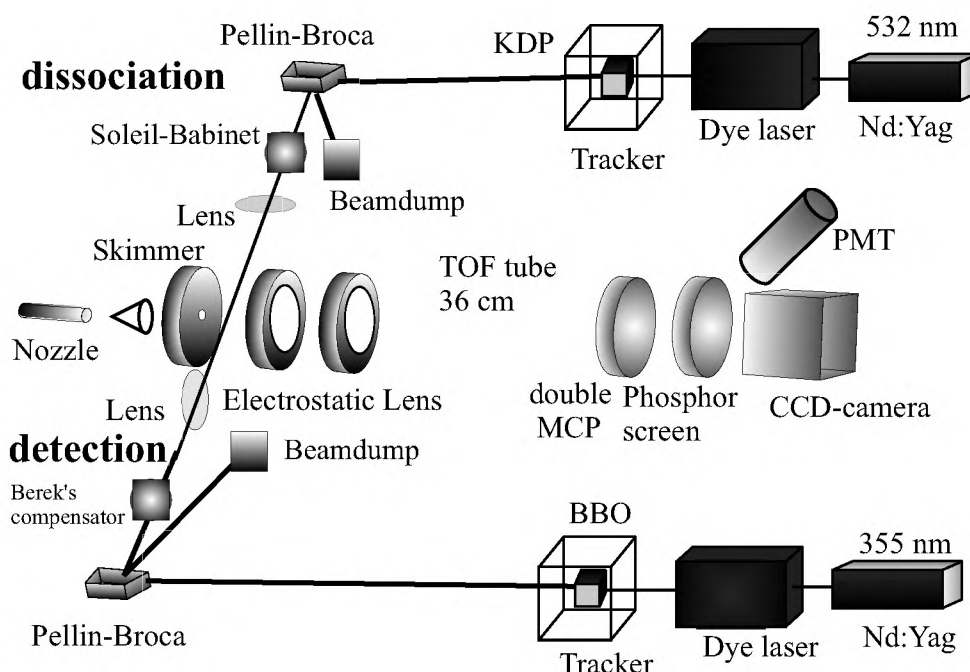 Pellin-Broca
KDP
532 nm
dissociation
Soleil-Babinet
Dye laser
Nd:Yag
Tracker
Beamdump
Lens
Skimmer
PMT
TOF tube
36 cm
Nozzle
Lens
Electrostatic Lens
double
MCP
Phosphor
screen
CCD-camera
detection
Beamdump
Berek's
compensator
BBO
355 nm
Pellin-Broca
Tracker
Dye laser
Nd:Yag